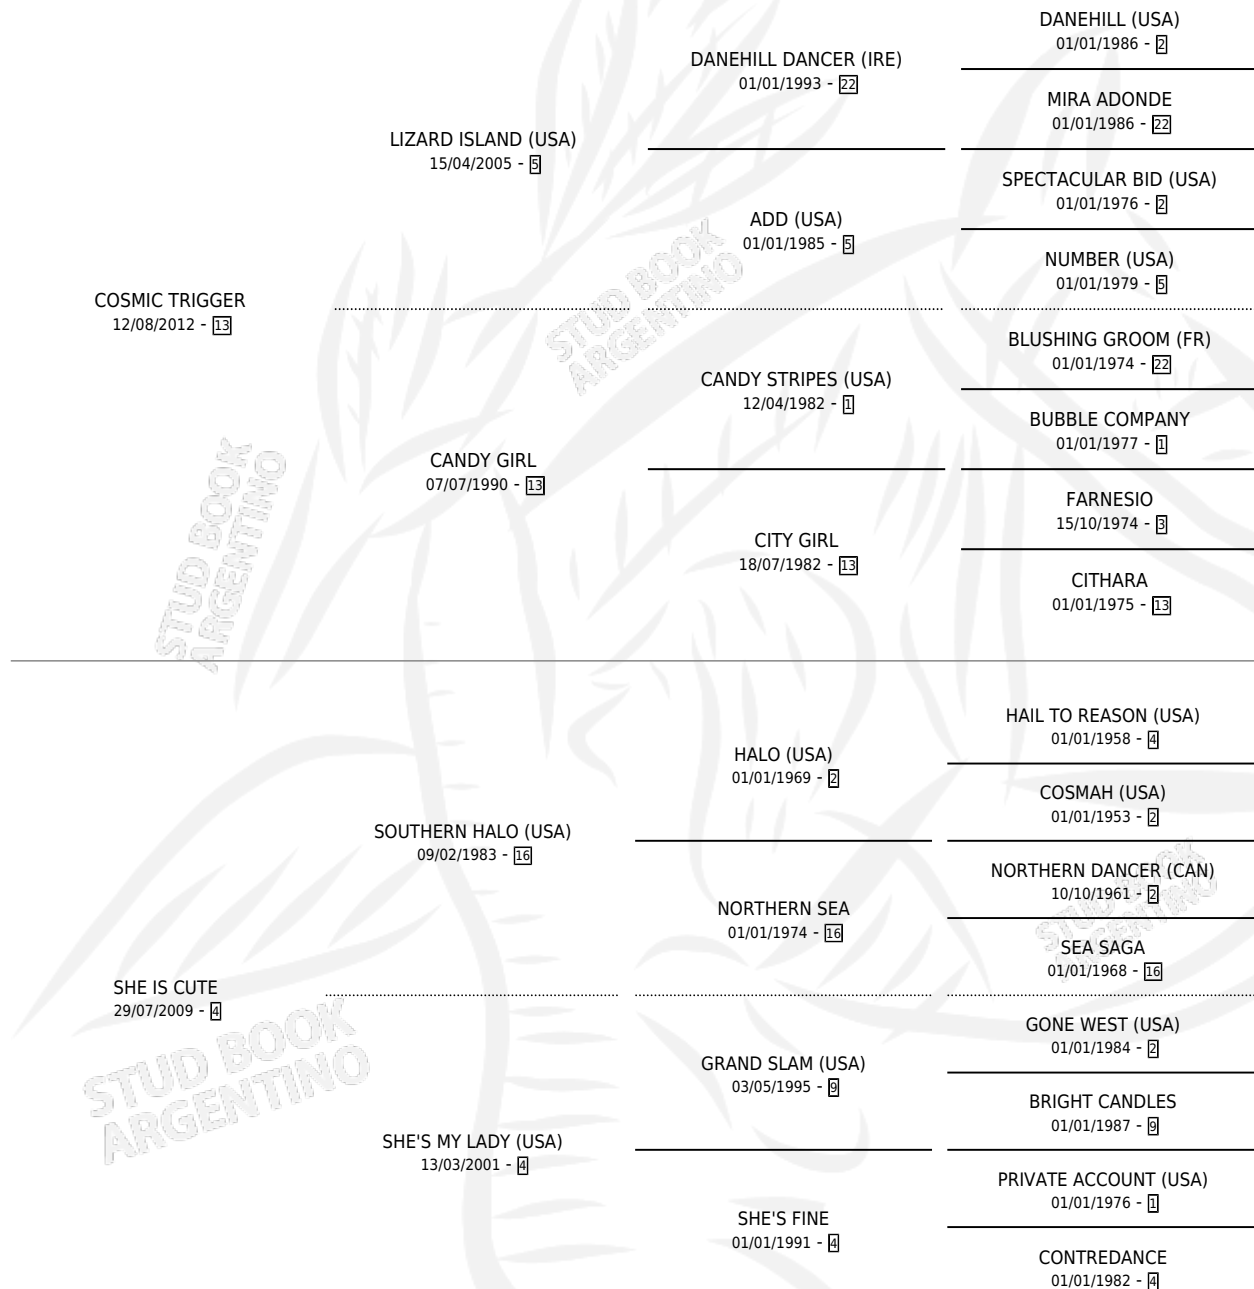 DANEHILL (USA)
01/01/1986 - 2
DANEHILL DANCER (IRE)
01/01/1993 - 22
MIRA ADONDE
01/01/1986 - 22
LIZARD ISLAND (USA)
15/04/2005 - 5
SPECTACULAR BID (USA)
01/01/1976 - 2
ADD (USA)
01/01/1985 - 5
NUMBER (USA)
01/01/1979 - 5
COSMIC TRIGGER
12/08/2012 - 13
BLUSHING GROOM (FR)
01/01/1974 - 22
CANDY STRIPES (USA)
12/04/1982 - 1
BUBBLE COMPANY
01/01/1977 - 1
CANDY GIRL
07/07/1990 - 13
FARNESIO
15/10/1974 - 3
CITY GIRL
18/07/1982 - 13
CITHARA
01/01/1975 - 13
HAIL TO REASON (USA)
01/01/1958 - 4
HALO (USA)
01/01/1969 - 2
COSMAH (USA)
01/01/1953 - 2
SOUTHERN HALO (USA)
09/02/1983 - 16
NORTHERN DANCER (CAN)
10/10/1961 - 2
NORTHERN SEA
01/01/1974 - 16
SEA SAGA
01/01/1968 - 16
SHE IS CUTE
29/07/2009 - 4
GONE WEST (USA)
01/01/1984 - 2
GRAND SLAM (USA)
03/05/1995 - 9
BRIGHT CANDLES
01/01/1987 - 9
SHE'S MY LADY (USA)
13/03/2001 - 4
PRIVATE ACCOUNT (USA)
01/01/1976 - 1
SHE'S FINE
01/01/1991 - 4
CONTREDANCE
01/01/1982 - 4
STUD BOOK
ARGENTINO
STUD BOOK
ARGENTINO
STUD BOOK
ARGENTINO
STUD BOOK
ARGENTINO